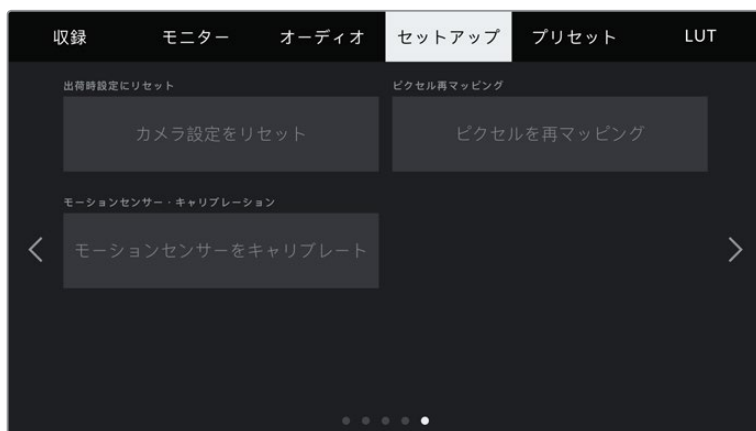 収録 モニター オーディオ セットアップ プリセット LUT
出荷時設定にリセット ピクセル再マッピング
カメラ設定をリセット ピクセルを再マッピング
モーションセンサー・キャリブレーション
モーションセンサーをキャリブレート